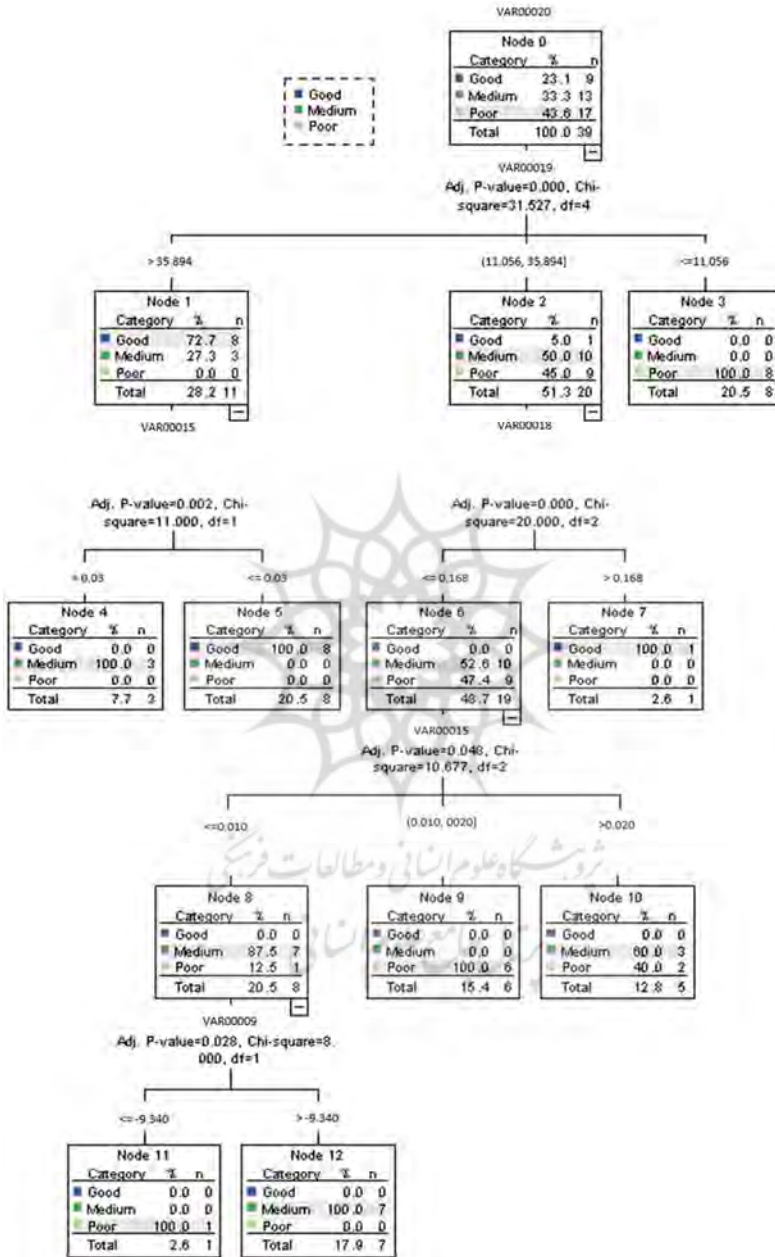 VAR00020
Node 0
Category % n
Good 23.1 9
Medium 33.3 13
Poor 43.6 17
Total 100.0 39
Good
Medium
Poor
VAR00019
Adj. P-value=0.000, Chi-
square=31.527, df=4
>35.894
(11.056, 35.894]
<=11.056
Node 1
Category % n
Good 72.7 8
Medium 27.3 3
Poor 0.0 0
Total 28.2 11
Node 2
Category % n
Good 5.0 1
Medium 50.0 10
Poor 45.0 9
Total 51.3 20
Node 3
Category % n
Good 0.0 0
Medium 0.0 0
Poor 100.0 8
Total 20.5 8
VAR00015
VAR00018
Adj. P-value=0.002, Chi-
square=11.000, df=1
Adj. P-value=0.000, Chi-
square=20.000, df=2
0.03
<= 0.03
<= 0.168
> 0.168
Node 4
Category % n
Good 0.0 0
Medium 100.0 3
Poor 0.0 0
Total 7.7 3
Node 5
Category % n
Good 100.0 8
Medium 0.0 0
Poor 0.0 0
Total 20.5 8
Node 6
Category % n
Good 0.0 0
Medium 52.6 10
Poor 47.4 9
Total 48.7 19
Node 7
Category % n
Good 100.0 1
Medium 0.0 0
Poor 0.0 0
Total 2.6 1
VAR00015
Adj. P-value=0.048, Chi-
square=10.677, df=2
<=0.010
(0.010, 0020]
>0.020
پژوهشگاه علوم انسانی و مطالعات فرهنگی
Node 8
Category % n
Good 0.0 0
Medium 87.5 7
Poor 12.5 1
Total 20.5 8
Node 9
Category % n
Good 0.0 0
Medium 0.0 0
Poor 100.0 6
Total 15.4 6
Node 10
Category % n
Good 0.0 0
Medium 60.0 3
Poor 40.0 2
Total 12.8 5
VAR00009
Adj. P-value=0.028, Chi-square=8.
000, df=1
<= -9.340
> -9.340
Node 11
Category % n
Good 0.0 0
Medium 0.0 0
Poor 100.0 1
Total 2.6 1
Node 12
Category % n
Good 0.0 0
Medium 100.0 7
Poor 0.0 0
Total 17.9 7